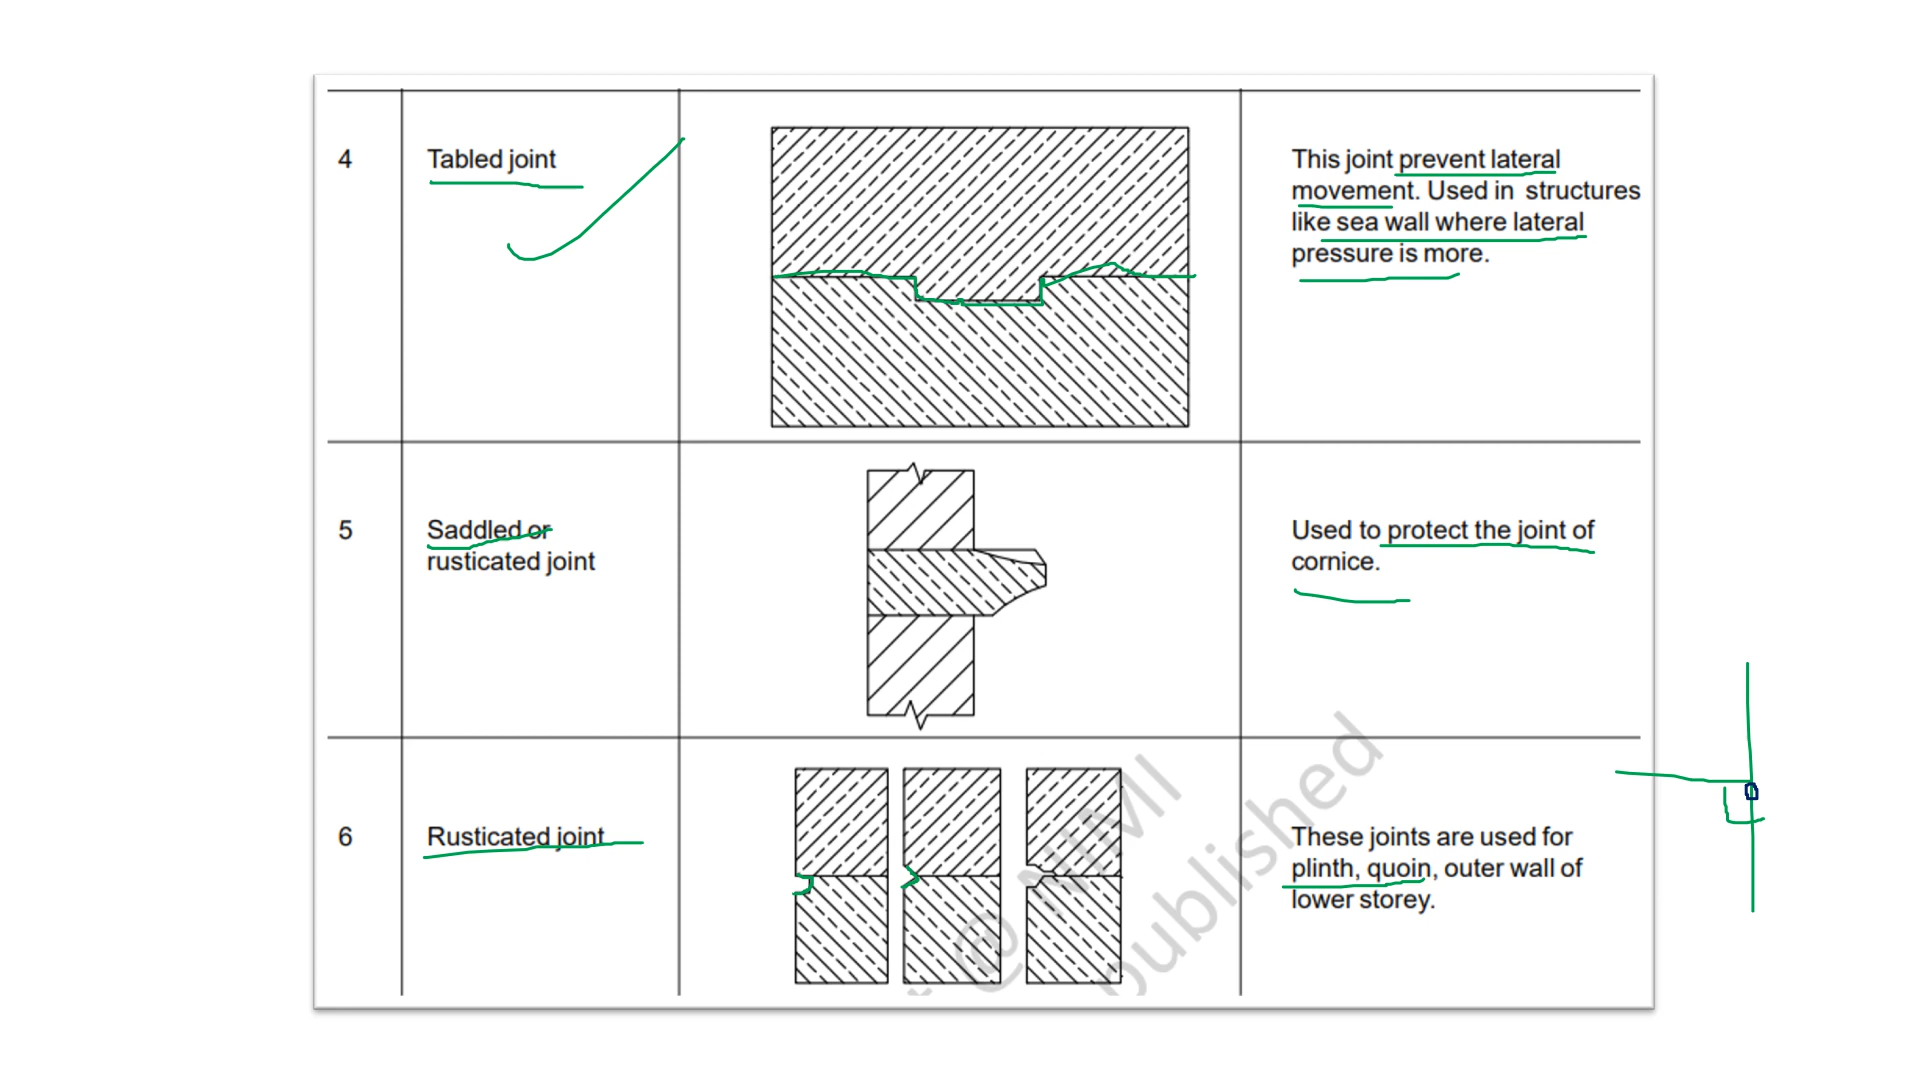 4
Tabled joint
This joint prevent lateral
movement. Used in structures
like sea wall where lateral
pressure is more.
5
Saddled or
rusticated joint
Used to protect the joint of
cornice.
6
Rusticated joint
These joints are used for
plinth, quoin, outer wall of
lower storey.
@ NIMI
published